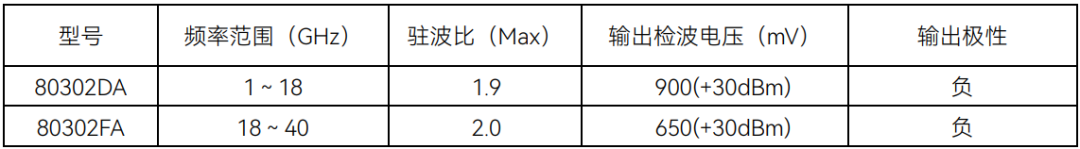 型号 频率范围（GHz） 驻波比（Max） 输出检波电压（mV） 输出极性
80302DA 1 ~ 18 1.9 900(+30dBm) 负
80302FA 18 ~ 40 2.0 650(+30dBm) 负